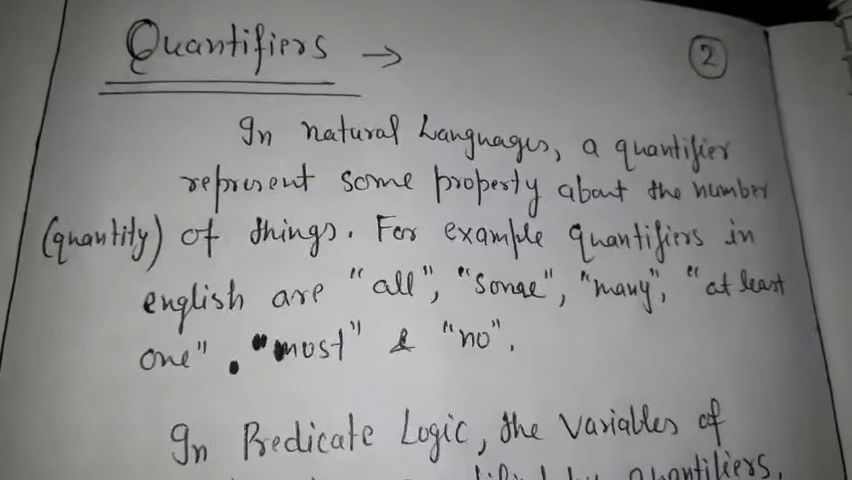 Quantifiers →
2
In natural Languages, a quantifier
represent some property about the number
(quantity) of things. For example quantifiers in
english are "all", "some", "many", "at least
one" . "most" & "no".
In Predicate Logic, the variables of
quantifiers,